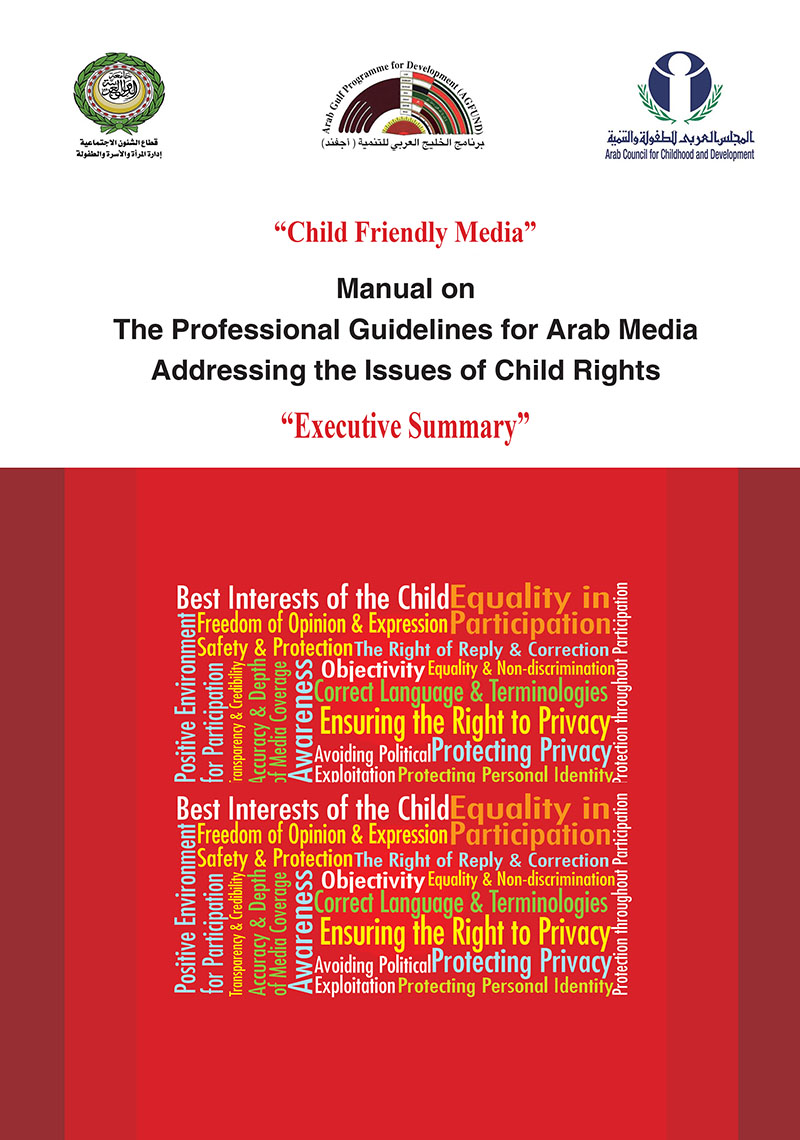 قطاع الشئون الاجتماعية
إدارة المرأة والأسرة والطفولة
Arab Gulf Programme for Development (AGFUND)
برنامج الخليج العربي للتنمية ( أجفند)
المجلس العربي للطفولة والتنمية
Arab Council for Childhood and Development
“Child Friendly Media”
Manual on
The Professional Guidelines for Arab Media
Addressing the Issues of Child Rights
“Executive Summary”
Best Interests of the Child
Equality in
Participation
Freedom of Opinion & Expression
Safety & Protection
The Right of Reply & Correction
Positive Environment
for Participation
Transparency & Credibility
Accuracy & Depth
of Media Coverage
Awareness
Objectivity
Equality & Non-discrimination
Correct Language & Terminologies
Ensuring the Right to Privacy
Avoiding Political
Exploitation
Protecting Privacy
Protecting Personal Identity
Protection throughout Participation
Best Interests of the Child
Equality in
Participation
Freedom of Opinion & Expression
Safety & Protection
The Right of Reply & Correction
Positive Environment
for Participation
Transparency & Credibility
Accuracy & Depth
of Media Coverage
Awareness
Objectivity
Equality & Non-discrimination
Correct Language & Terminologies
Ensuring the Right to Privacy
Avoiding Political
Exploitation
Protecting Privacy
Protecting Personal Identity
Protection throughout Participation